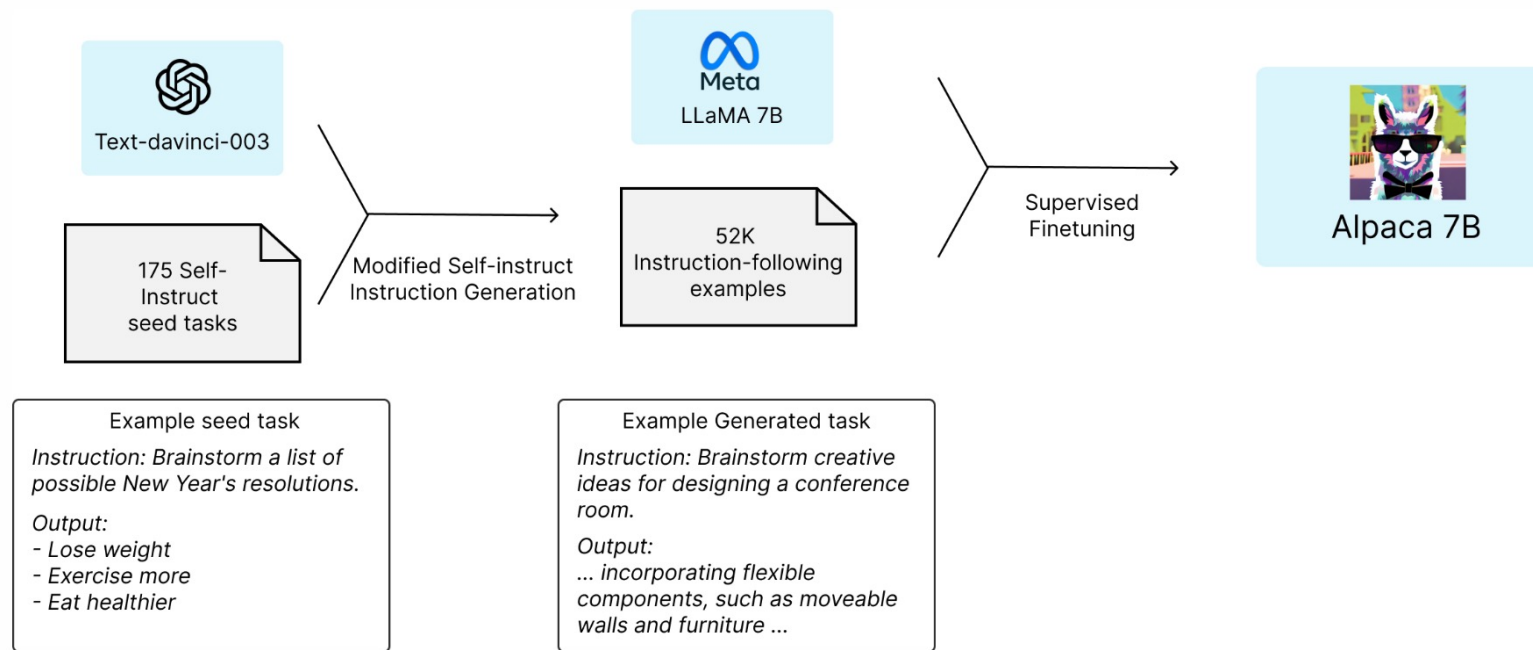 Text-davinci-003
175 Self-
Instruct
seed tasks
Modified Self-instruct
Instruction Generation
Meta
LLaMA 7B
52K
Instruction-following
examples
Supervised
Finetuning
Alpaca 7B
Example seed task
Instruction: Brainstorm a list of
possible New Year's resolutions.
Output:
- Lose weight
- Exercise more
- Eat healthier
Example Generated task
Instruction: Brainstorm creative
ideas for designing a conference
room.
Output:
... incorporating flexible
components, such as moveable
walls and furniture ...